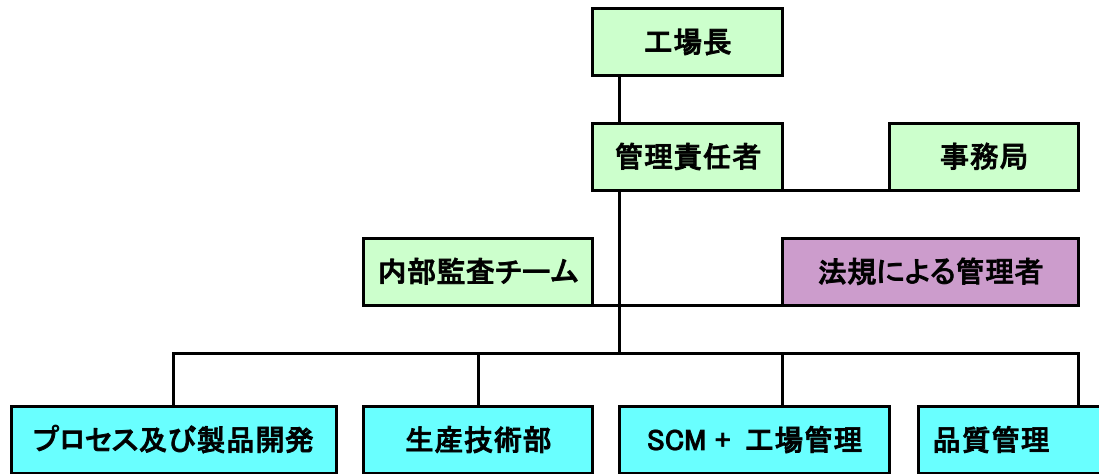 工場長
管理責任者
事務局
内部監査チーム
法規による管理者
プロセス及び製品開発
生産技術部
SCM + 工場管理
品質管理